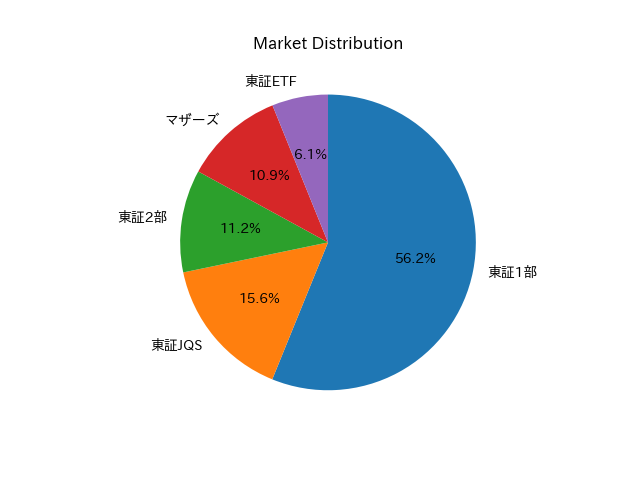 Market Distribution
東証ETF
マザーズ
6.1%
10.9%
東証2部
11.2%
56.2%
東証1部
15.6%
東証JQS